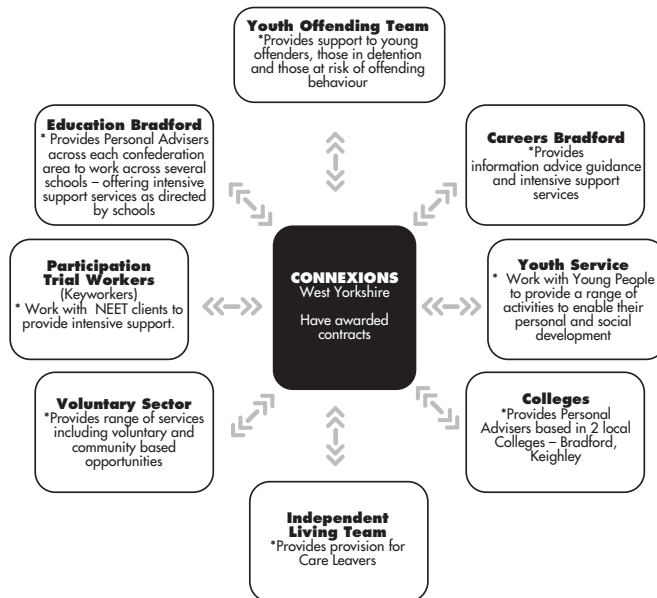 Youth Offending Team
*Provides support to young
offenders, those in detention
and those at risk of offending
behaviour
Education Bradford
* Provides Personal Advisers
across each confederation
area to work across several
schools – offering intensive
support services as directed
by schools
Careers Bradford
*Provides
information advice guidance
and intensive support
services
Participation
Trial Workers
(Keyworkers)
* Work with  NEET clients to
provide intensive support.
CONNEXIONS
West Yorkshire
Have awarded
contracts
Youth Service
*  Work with Young People
to provide a range of
activities to enable their
personal and social
development
Voluntary Sector
*Provides range of services
including voluntary and
community based
opportunities
Colleges
*Provides Personal
Advisers based in 2 local
Colleges – Bradford,
Keighley
Independent
Living Team
*Provides provision for
Care Leavers